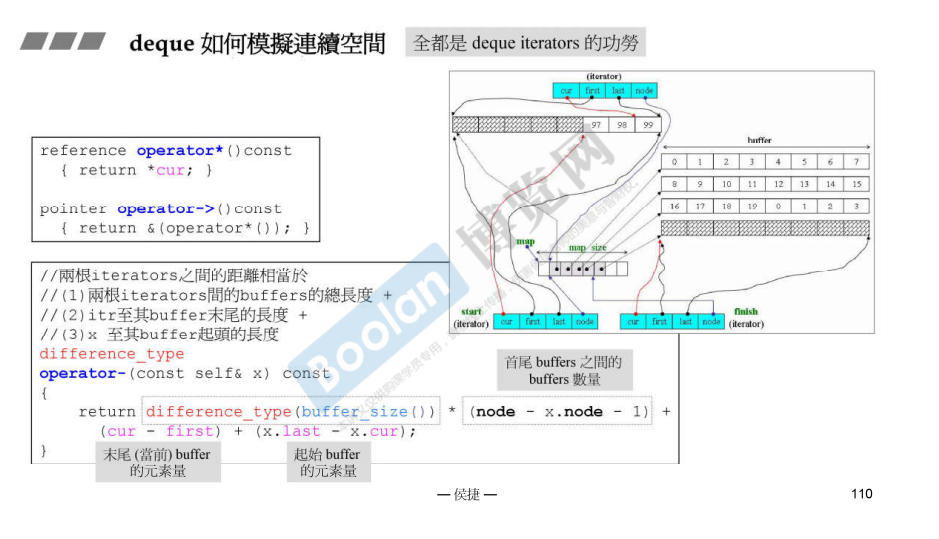 deque 如何模擬連續空間
全都是 deque iterators 的功勞
reference operator*()const
{ return *cur; }
pointer operator->()const
{ return &(operator*()); }
//兩根iterators之間的距離相當於
//(1)兩根iterators間的buffers的總長度 +
//(2)itr至其buffer末尾的長度 +
//(3)x 至其buffer起頭的長度
difference_type
operator-(const self& x) const
{
return difference_type(buffer_size()) * (node - x.node - 1) +
(cur - first) + (x.last - x.cur);
}
末尾 (當前) buffer
的元素量
起始 buffer
的元素量
首尾 buffers 之間的
buffers 數量
(iterator)
cur first last node
97 98 99
buffer
0 1 2 3 4 5 6 7
8 9 10 11 12 13 14 15
16 17 18 19 0 1 2 3
map
map size
start
(iterator)
cur first last node
cur first last node
finish
(iterator)
Boolan 博览网
— 侯捷 —
110